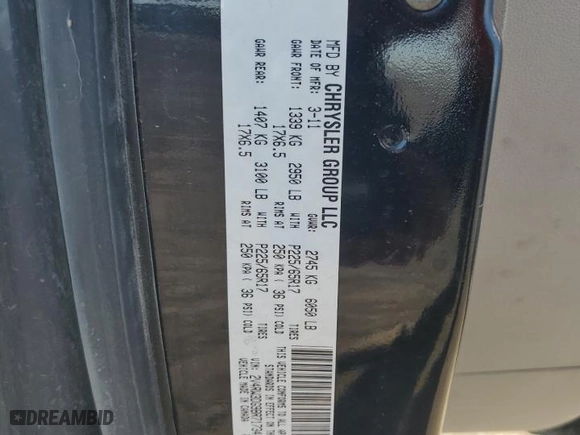 MFD BY CHRYSLER GROUP LLC
DATE OF MFR: 3-11 GVWR: 2745 KG 6050 LB
GAWR FRONT: 1339 KG 2950 LB WITH P225/65R17 TIRES
17X6.5 RIMS AT 250 KPA ( 36 PSI) COLD
GAWR REAR: 1407 KG 3100 LB WITH P225/65R17 TIRES
17X6.5 RIMS AT 250 KPA ( 36 PSI) COLD
THIS VEHICLE CONFORMS TO ALL
STANDARDS IN EFFECT ON
VIN:
VEHICLE MADE IN CANADA
DREAMBID.COM